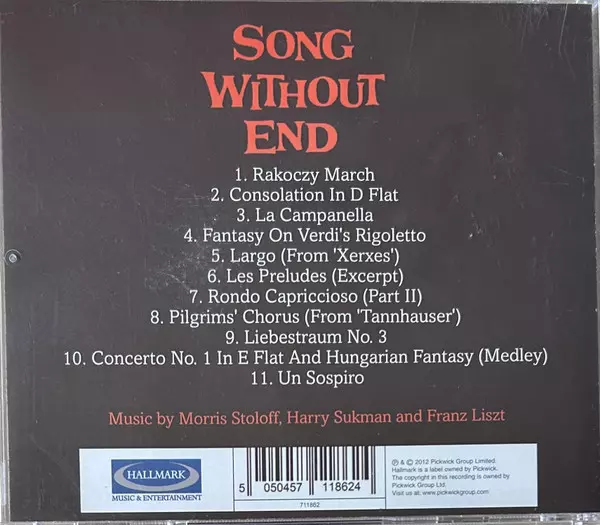 SONG
WITHOUT
END
1. Rakoczy March
2. Consolation In D Flat
3. La Campanella
4. Fantasy On Verdi's Rigoletto
5. Largo (From 'Xerxes')
6. Les Preludes (Excerpt)
7. Rondo Capriccioso (Part II)
8. Pilgrims' Chorus (From 'Tannhauser')
9. Liebestraum No. 3
10. Concerto No. 1 In E Flat And Hungarian Fantasy (Medley)
11. Un Sospiro
Music by Morris Stoloff, Harry Sukman and Franz Liszt
HALLMARK
MUSIC & ENTERTAINMENT
5 050457 118624
711862
℗ & © 2012 Pickwick Group Limited.
Hallmark is a label owned by Pickwick.
The copyright in this recording is owned by
Pickwick Group Ltd.
Visit us at: www.pickwickgroup.com